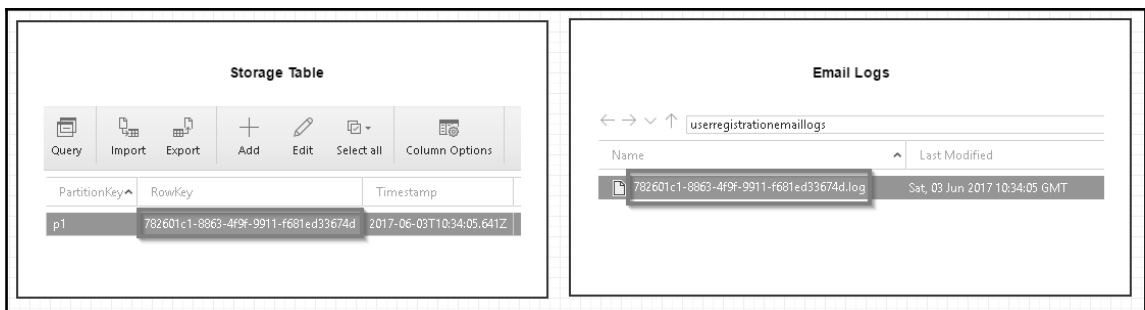 Storage Table
Query Import Export Add Edit Select all Column Options
PartitionKey RowKey Timestamp
p1 782601c1-8863-4f9f-9911-f681ed33674d 2017-06-03T10:34:05.641Z
Email Logs
userregistrationemaillogs
Name Last Modified
782601c1-8863-4f9f-9911-f681ed33674d.log Sat, 03 Jun 2017 10:34:05 GMT